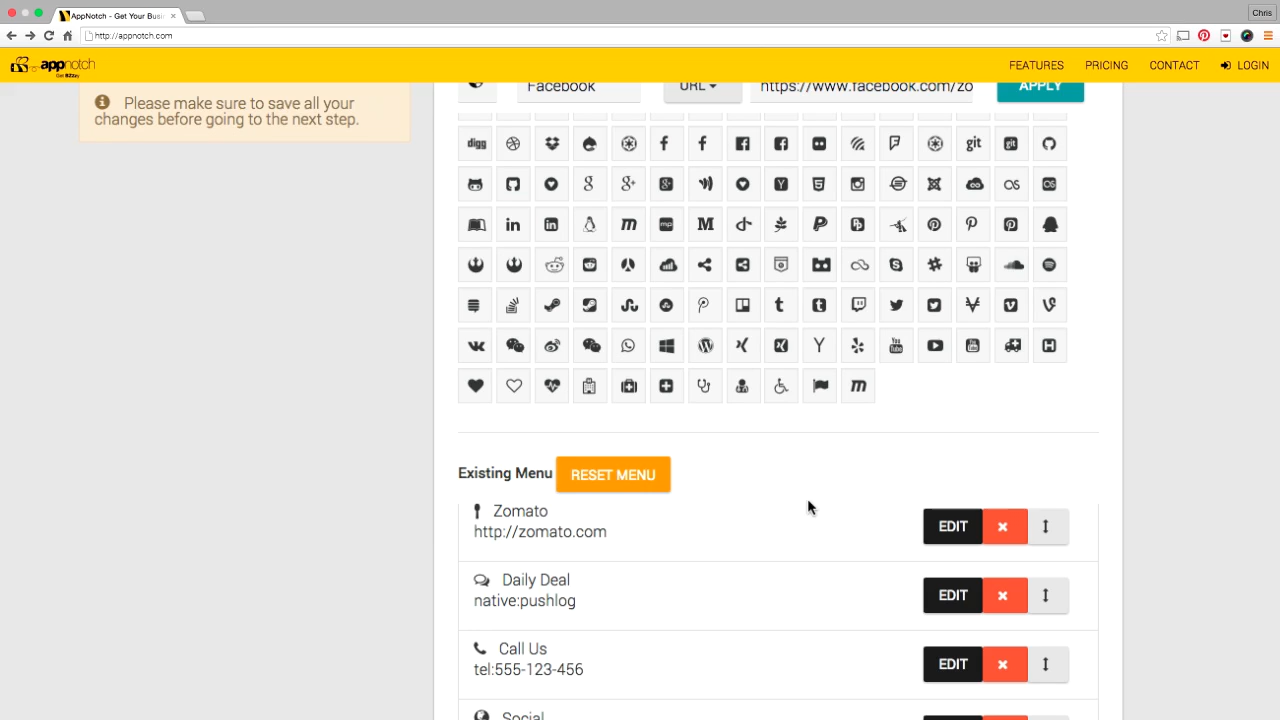 AppNotch - Get Your Busi
Chris
http://appnotch.com
appnotch
Get BZZzzy
FEATURES
PRICING
CONTACT
LOGIN
Please make sure to save all your
changes before going to the next step.
Facebook
URL
https://www.facebook.com/zo
APPLY
Existing Menu
RESET MENU
Zomato
http://zomato.com
EDIT
Daily Deal
native:pushlog
EDIT
Call Us
tel:555-123-456
EDIT
Social